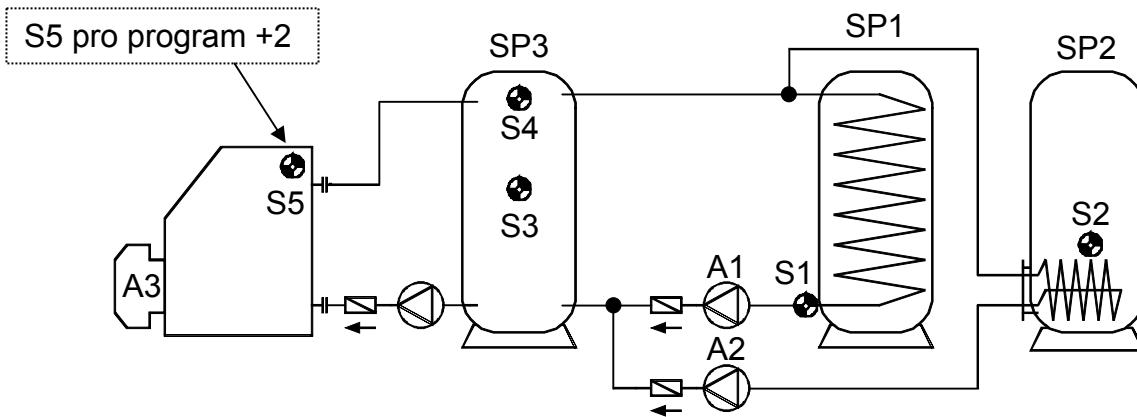 S5 pro program +2
SP3
SP1
SP2
S4
S5
S3
S2
A3
A1
S1
A2